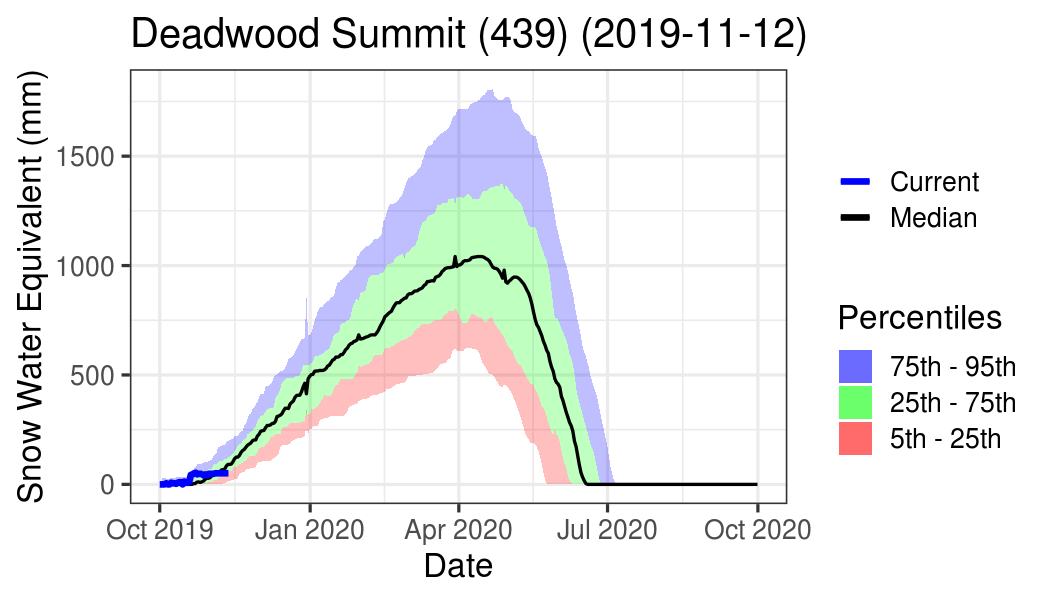 Deadwood Summit (439) (2019-11-12)
Snow Water Equivalent (mm)
1500
1000
500
0
Oct 2019
Jan 2020
Apr 2020
Jul 2020
Oct 2020
Date
Current
Median
Percentiles
75th - 95th
25th - 75th
5th - 25th